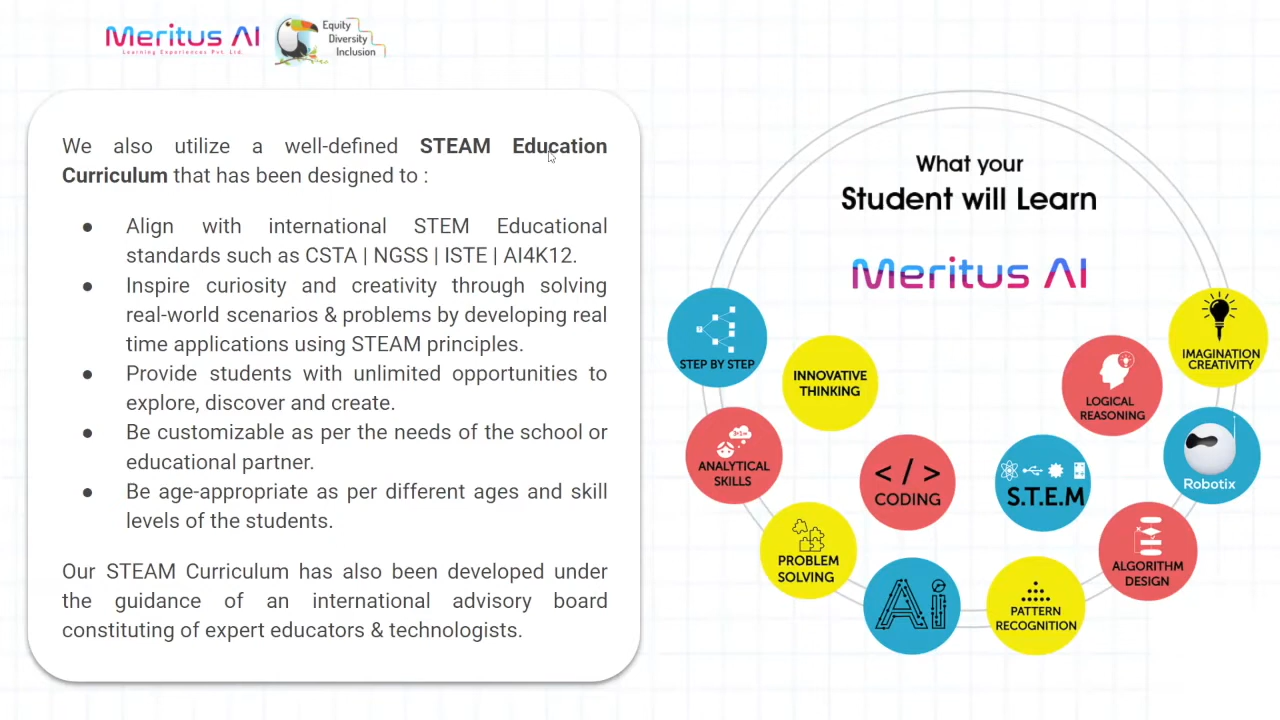 Meritus AI
Learning Experiences Pvt. Ltd.
Equity
Diversity
Inclusion
We also utilize a well-defined STEAM Education
Curriculum that has been designed to :
● Align with international STEM Educational
standards such as CSTA | NGSS | ISTE | AI4K12.
● Inspire curiosity and creativity through solving
real-world scenarios & problems by developing real
time applications using STEAM principles.
● Provide students with unlimited opportunities to
explore, discover and create.
● Be customizable as per the needs of the school or
educational partner.
● Be age-appropriate as per different ages and skill
levels of the students.
Our STEAM Curriculum has also been developed under
the guidance of an international advisory board
constituting of expert educators & technologists.
What your
Student will Learn
Meritus AI
STEP BY STEP
INNOVATIVE
THINKING
LOGICAL
REASONING
IMAGINATION
CREATIVITY
ANALYTICAL
SKILLS
</> 
CODING
S.T.E.M
Robotix
PROBLEM
SOLVING
Ai
PATTERN
RECOGNITION
ALGORITHM
DESIGN